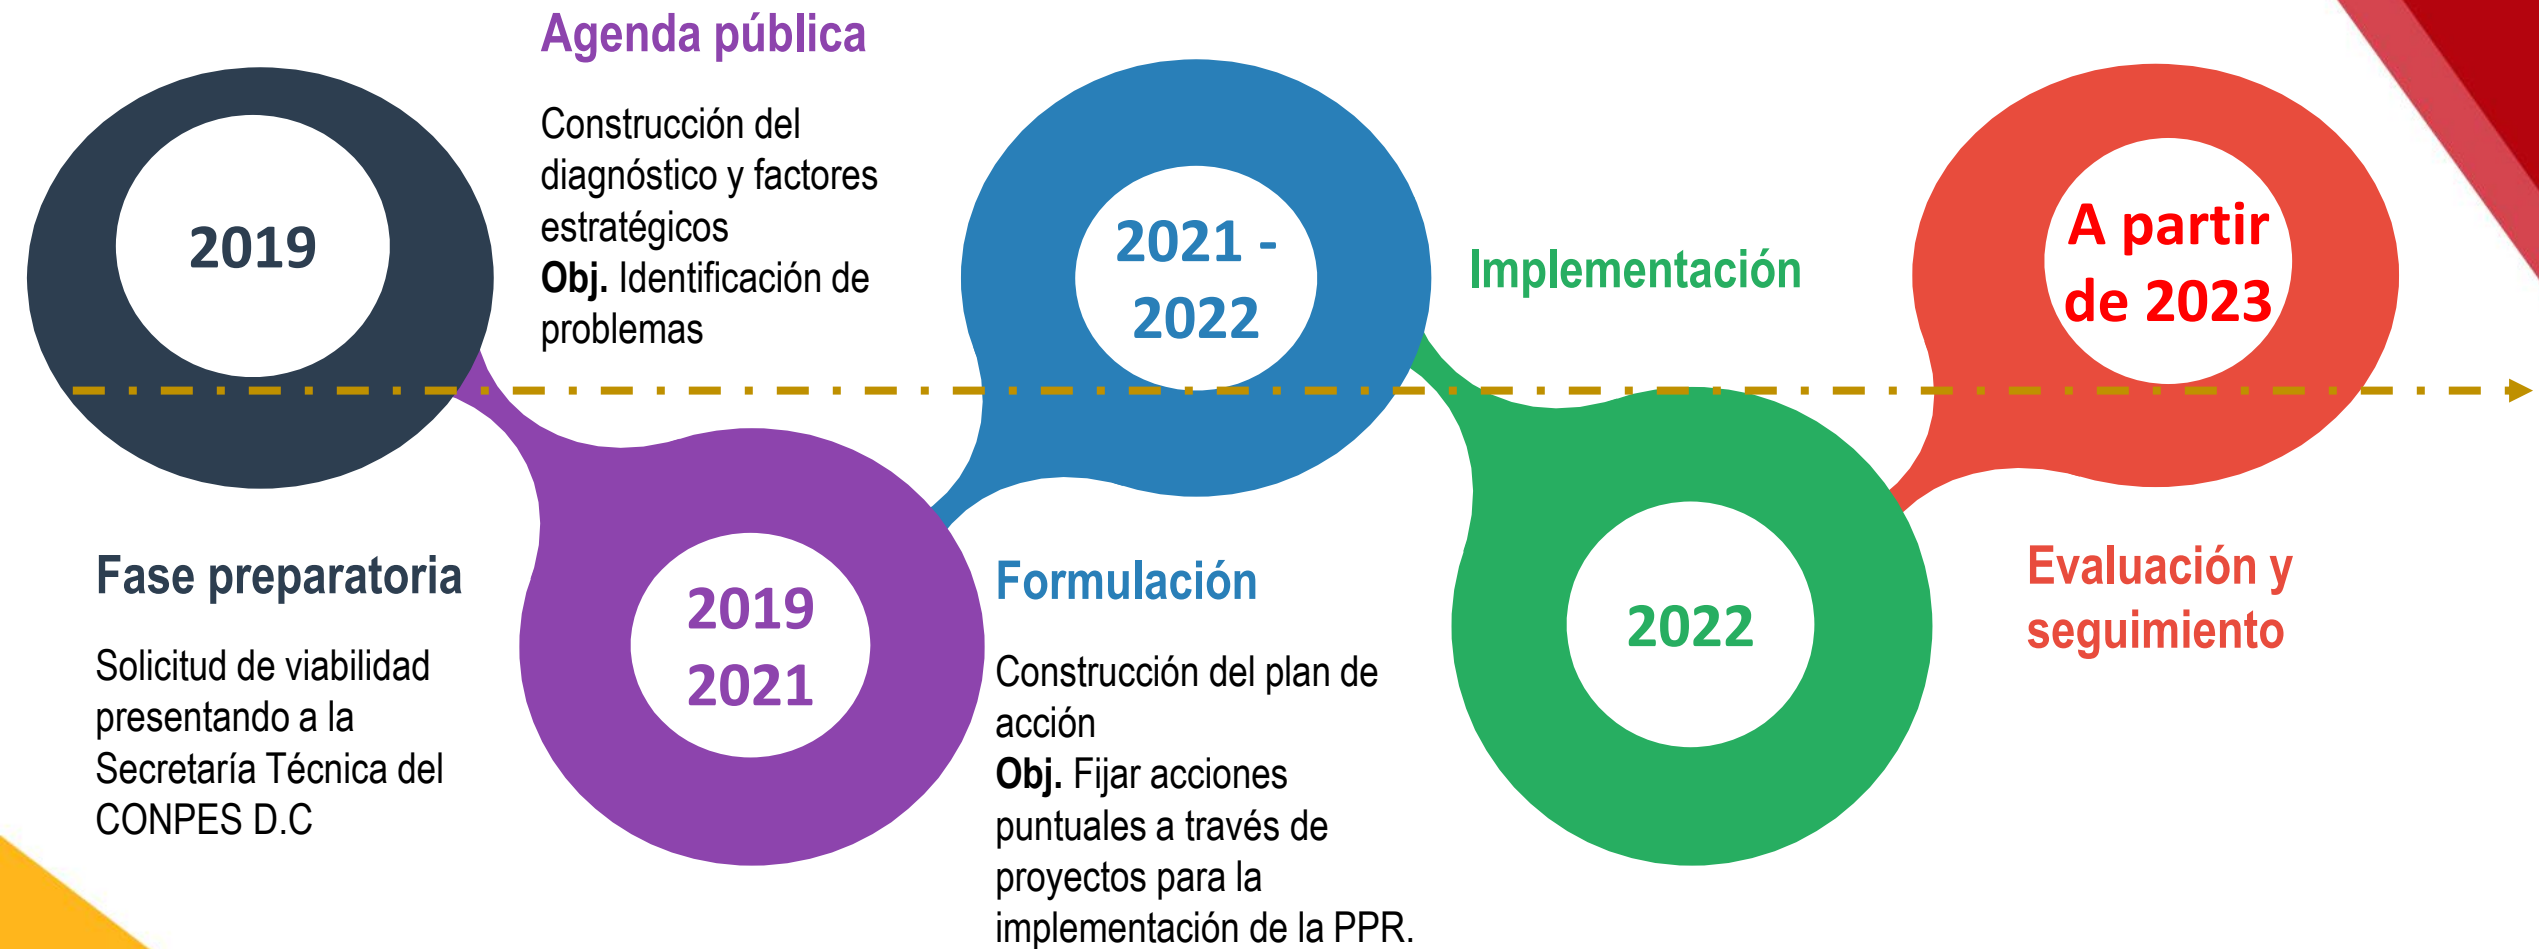 2019
Fase preparatoria
Solicitud de viabilidad
presentando a la
Secretaría Técnica del
CONPES D.C
Agenda pública
Construcción del
diagnóstico y factores
estratégicos
Obj. Identificación de
problemas
2019
2021
2021 -
2022
Formulación
Construcción del plan de
acción
Obj. Fijar acciones
puntuales a través de
proyectos para la
implementación de la PPR.
Implementación
2022
A partir
de 2023
Evaluación y
seguimiento